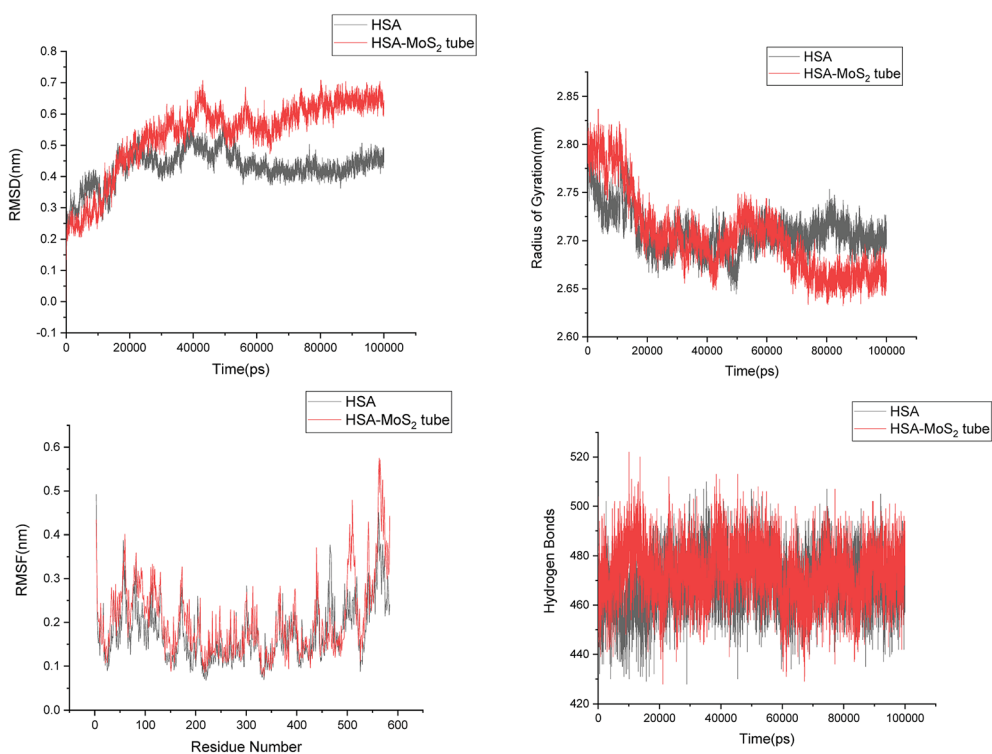 HSA
HSA-MoS₂ tube
0.8
0.7
0.6
0.5
0.4
0.3
0.2
0.1
0.0
-0.1
RMSD(nm)
0 20000 40000 60000 80000 100000
Time(ps)
HSA
HSA-MoS₂ tube
2.85
2.80
2.75
2.70
2.65
2.60
Radius of Gyration(nm)
0 20000 40000 60000 80000 100000
Time(ps)
HSA
HSA-MoS₂ tube
0.6
0.5
0.4
0.3
0.2
0.1
0.0
RMSF(nm)
0 100 200 300 400 500 600
Residue Number
HSA
HSA-MoS₂ tube
520
500
480
460
440
420
Hydrogen Bonds
0 20000 40000 60000 80000 100000
Time(ps)